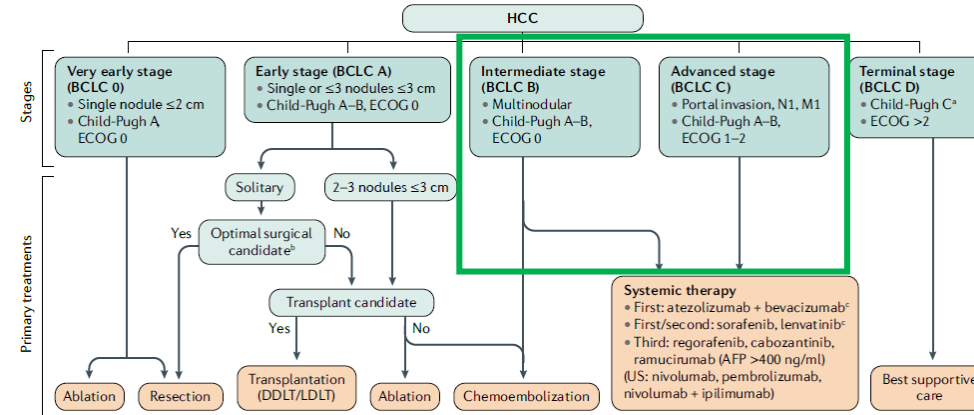 HCC
Stages
Very early stage
(BCLC 0)
• Single nodule ≤2 cm
• Child-Pugh A,
ECOG 0
Early stage (BCLC A)
• Single or ≤3 nodules ≤3 cm
• Child-Pugh A–B, ECOG 0
Intermediate stage
(BCLC B)
• Multinodular
• Child-Pugh A–B,
ECOG 0
Advanced stage
(BCLC C)
• Portal invasion, N1, M1
• Child-Pugh A–B,
ECOG 1–2
Terminal stage
(BCLC D)
• Child-Pugh Cᵃ
• ECOG >2
Primary treatments
Solitary
2–3 nodules ≤3 cm
Yes
Optimal surgical
candidateᵇ
No
Transplant candidate
Yes
No
Ablation
Resection
Transplantation
(DDLT/LDLT)
Ablation
Chemoembolization
Systemic therapy
• First: atezolizumab + bevacizumabᶜ
• First/second: sorafenib, lenvatinibᶜ
• Third: regorafenib, cabozantinib,
ramucirumab (AFP >400 ng/ml)
(US: nivolumab, pembrolizumab,
nivolumab + ipilimumab)
Best supportive
care